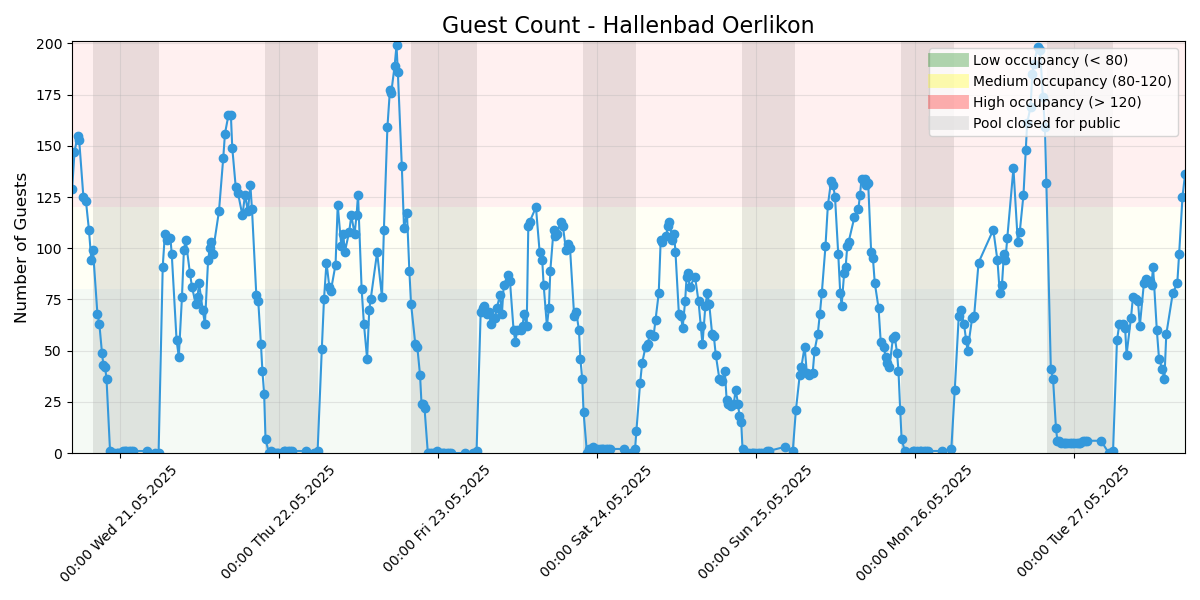 Guest Count - Hallenbad Oerlikon
Number of Guests
200
175
150
125
100
75
50
25
0
Low occupancy (< 80)
Medium occupancy (80-120)
High occupancy (> 120)
Pool closed for public
00:00 Wed 21.05.2025
00:00 Thu 22.05.2025
00:00 Fri 23.05.2025
00:00 Sat 24.05.2025
00:00 Sun 25.05.2025
00:00 Mon 26.05.2025
00:00 Tue 27.05.2025